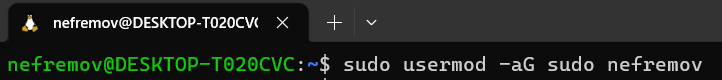 nefremov@DESKTOP-T020CVC
nefremov@DESKTOP-T020CVC:~$ sudo usermod -aG sudo nefremov